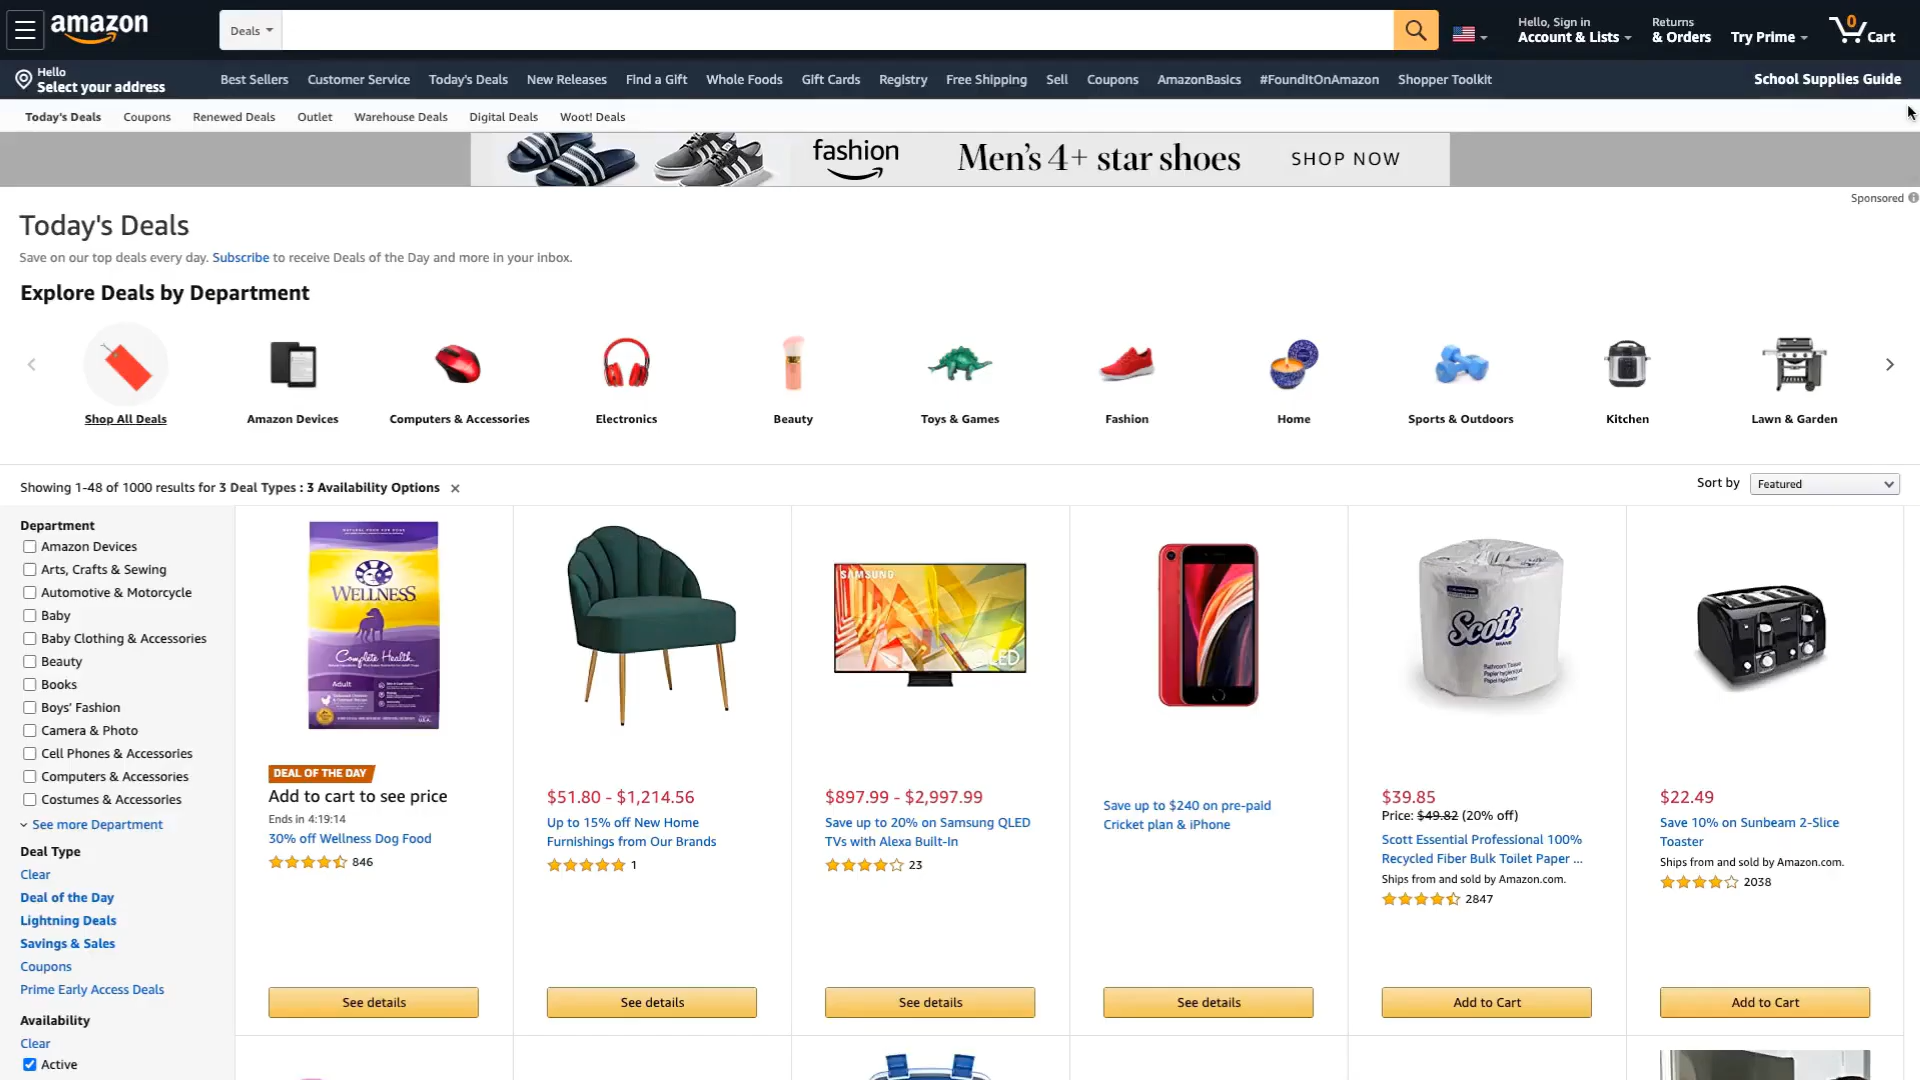 amazon
Deals
Hello, Sign in
Account & Lists
Returns
& Orders
Try Prime
0
Cart
Hello
Select your address
Best Sellers
Customer Service
Today's Deals
New Releases
Find a Gift
Whole Foods
Gift Cards
Registry
Free Shipping
Sell
Coupons
AmazonBasics
#FoundItOnAmazon
Shopper Toolkit
School Supplies Guide
Today's Deals
Coupons
Renewed Deals
Outlet
Warehouse Deals
Digital Deals
Woot! Deals
fashion
Men's 4+ star shoes
SHOP NOW
Sponsored
Today's Deals
Save on our top deals every day. Subscribe to receive Deals of the Day and more in your inbox.
Explore Deals by Department
Shop All Deals
Amazon Devices
Computers & Accessories
Electronics
Beauty
Toys & Games
Fashion
Home
Sports & Outdoors
Kitchen
Lawn & Garden
Showing 1-48 of 1000 results for 3 Deal Types : 3 Availability Options
Sort by
Featured
Department
Amazon Devices
Arts, Crafts & Sewing
Automotive & Motorcycle
Baby
Baby Clothing & Accessories
Beauty
Books
Boys' Fashion
Camera & Photo
Cell Phones & Accessories
Computers & Accessories
Costumes & Accessories
See more Department
Deal Type
Clear
Deal of the Day
Lightning Deals
Savings & Sales
Coupons
Prime Early Access Deals
Availability
Clear
Active
WELLNESS
Complete Health
Adult
DEAL OF THE DAY
Add to cart to see price
Ends in 4:19:14
30% off Wellness Dog Food
846
See details
$51.80 - $1,214.56
Up to 15% off New Home
Furnishings from Our Brands
1
See details
SAMSUNG
QLED
$897.99 - $2,997.99
Save up to 20% on Samsung QLED
TVs with Alexa Built-In
23
See details
Save up to $240 on pre-paid
Cricket plan & iPhone
See details
Scott
BRAND
Bathroom Tissue
$39.85
Price: $49.82 (20% off)
Scott Essential Professional 100%
Recycled Fiber Bulk Toilet Paper ...
Ships from and sold by Amazon.com.
2847
Add to Cart
$22.49
Save 10% on Sunbeam 2-Slice
Toaster
Ships from and sold by Amazon.com.
2038
Add to Cart